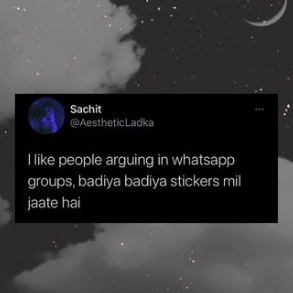 Sachit
@AestheticLadka
I like people arguing in whatsapp
groups, badiya badiya stickers mil
jaate hai